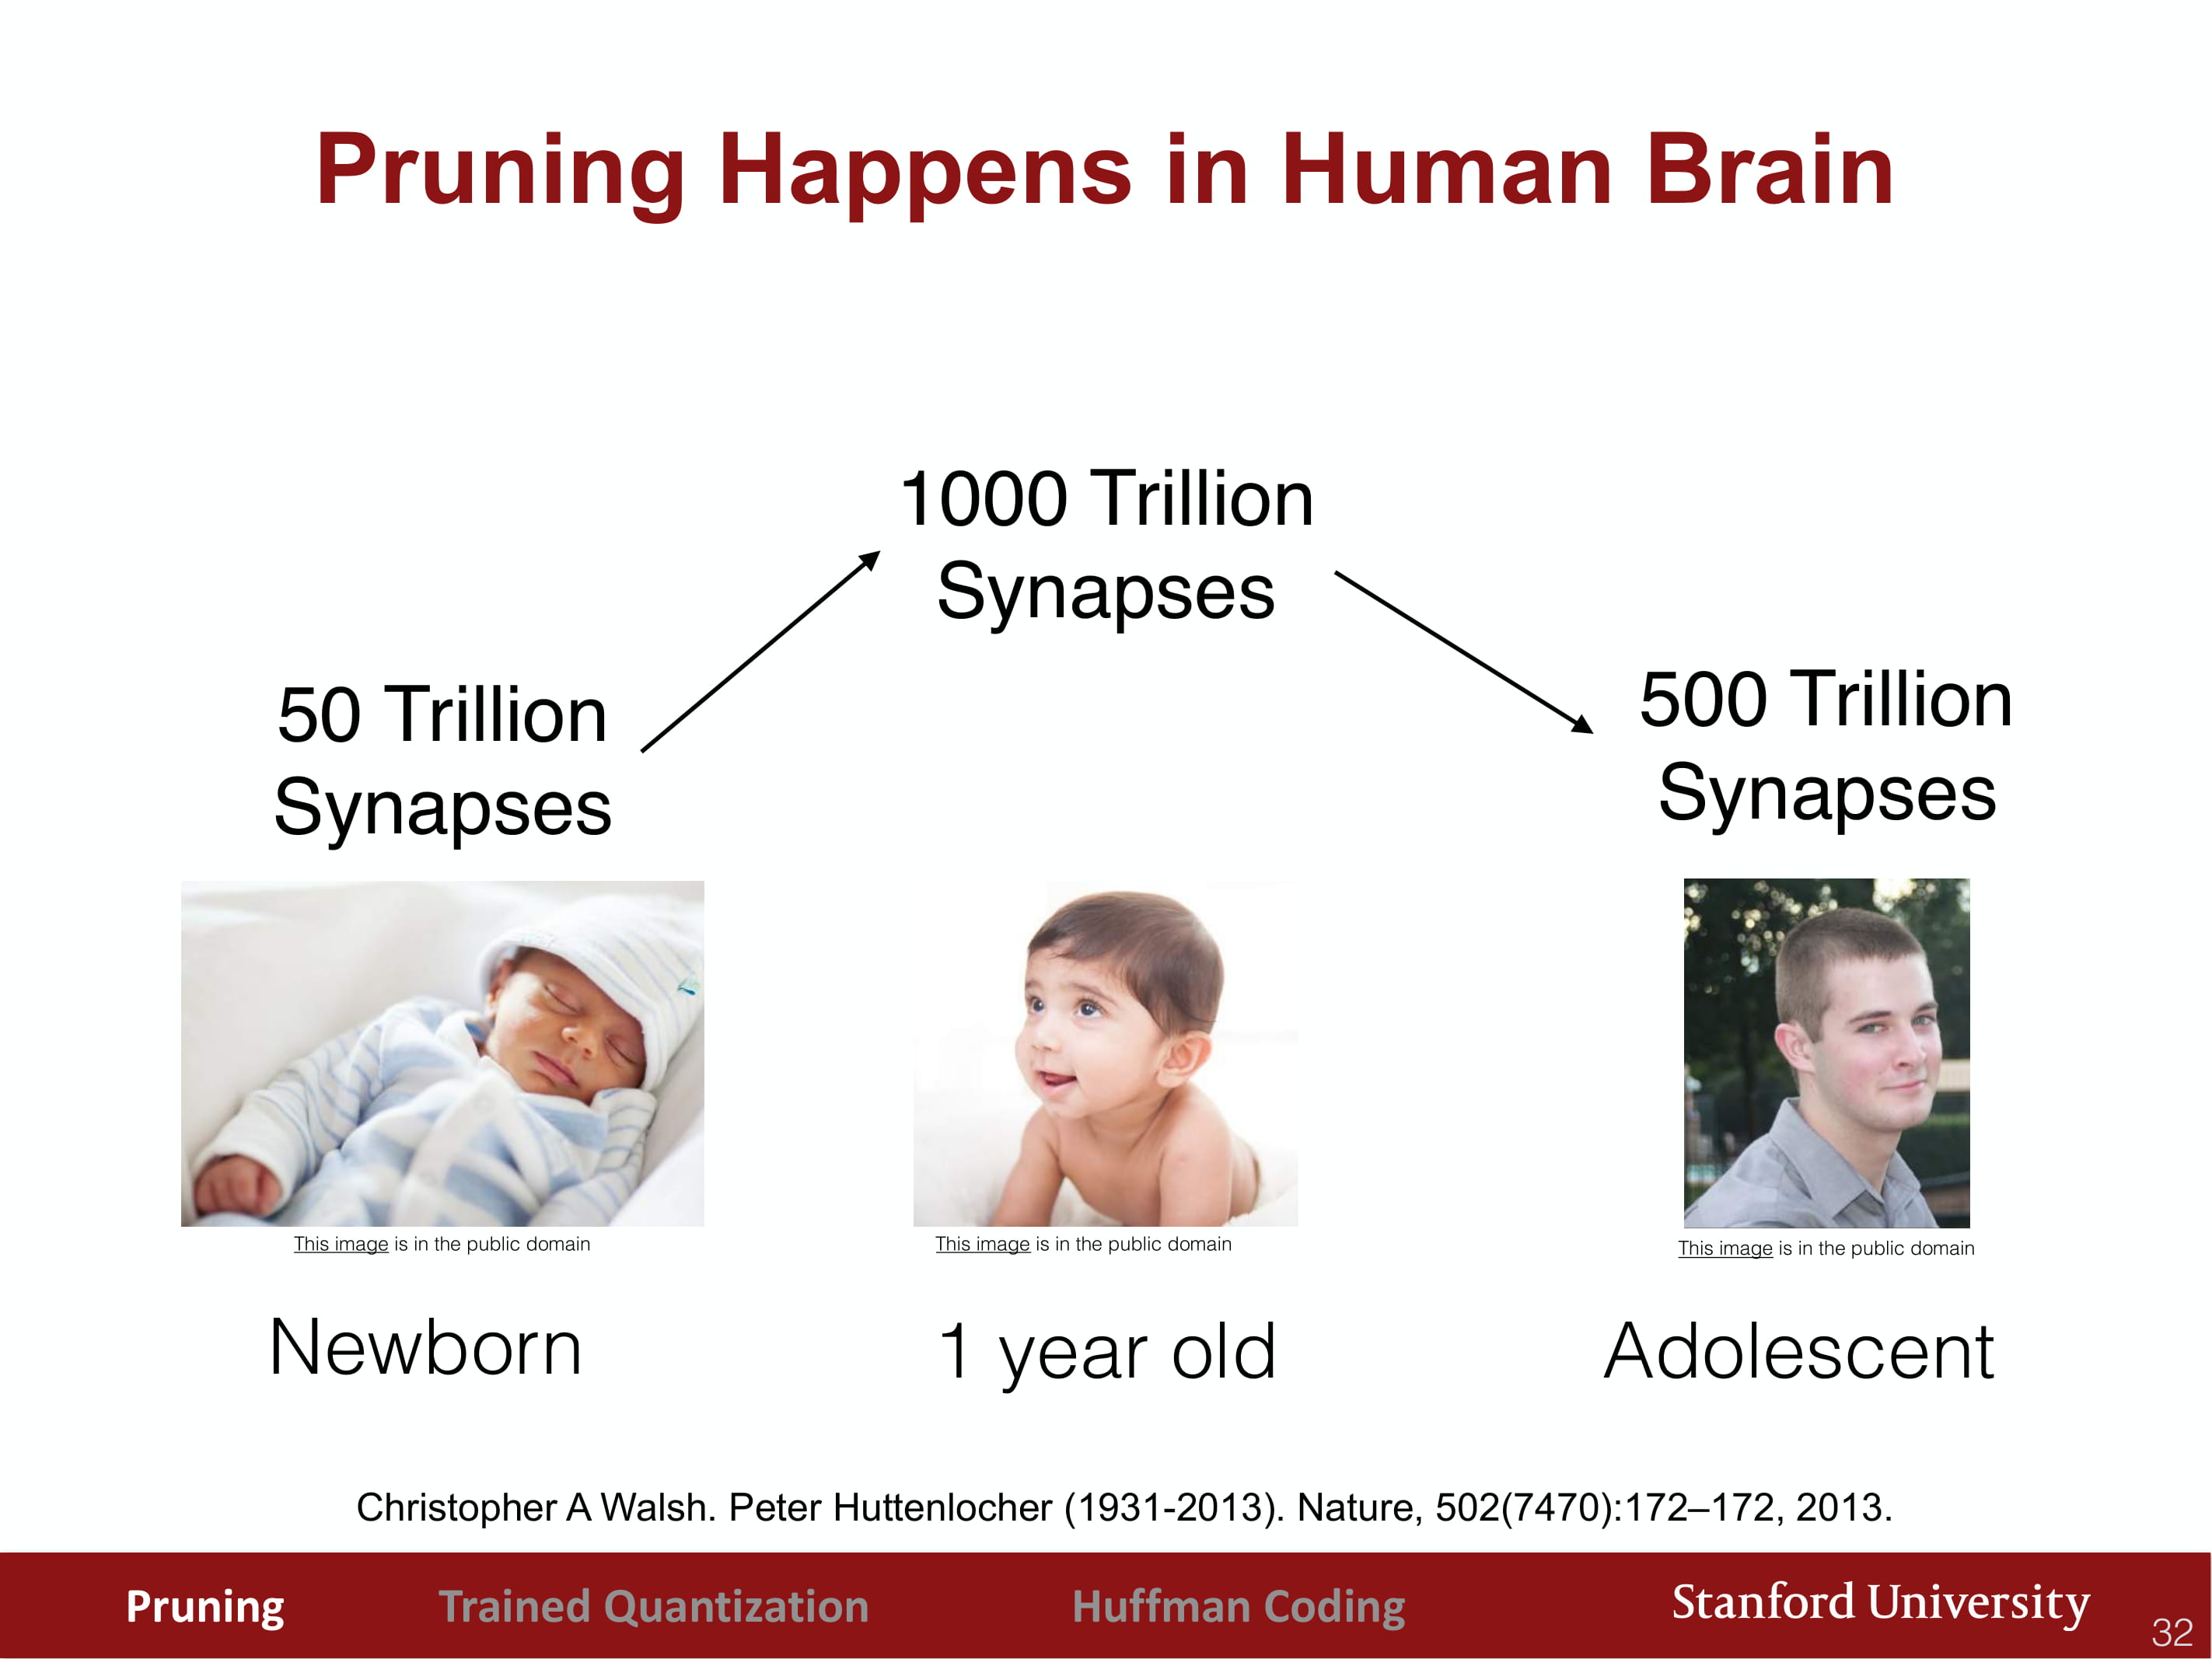 Pruning Happens in Human Brain
1000 Trillion
Synapses
50 Trillion
Synapses
500 Trillion
Synapses
This image is in the public domain
This image is in the public domain
This image is in the public domain
Newborn
1 year old
Adolescent
Christopher A Walsh. Peter Huttenlocher (1931-2013). Nature, 502(7470):172–172, 2013.
Pruning
Trained Quantization
Huffman Coding
Stanford University
32